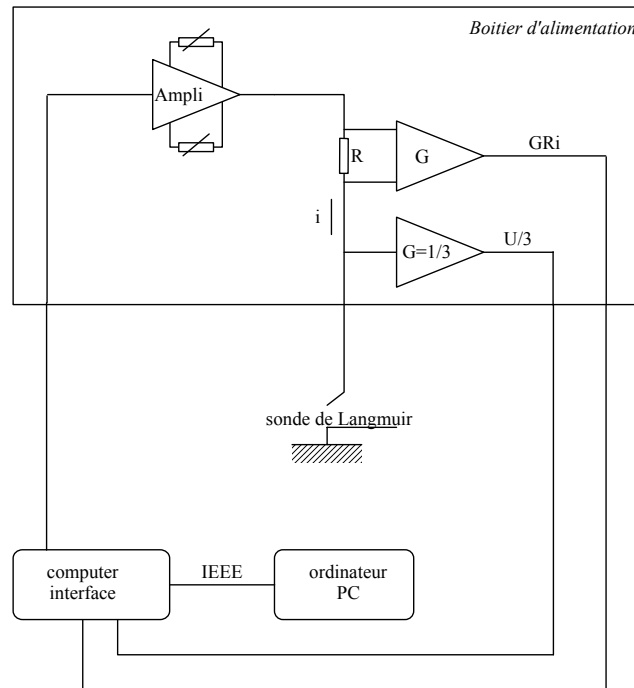 Boitier d'alimentation
Ampli
R
G
GRi
i
G=1/3
U/3
sonde de Langmuir
computer
interface
IEEE
ordinateur
PC